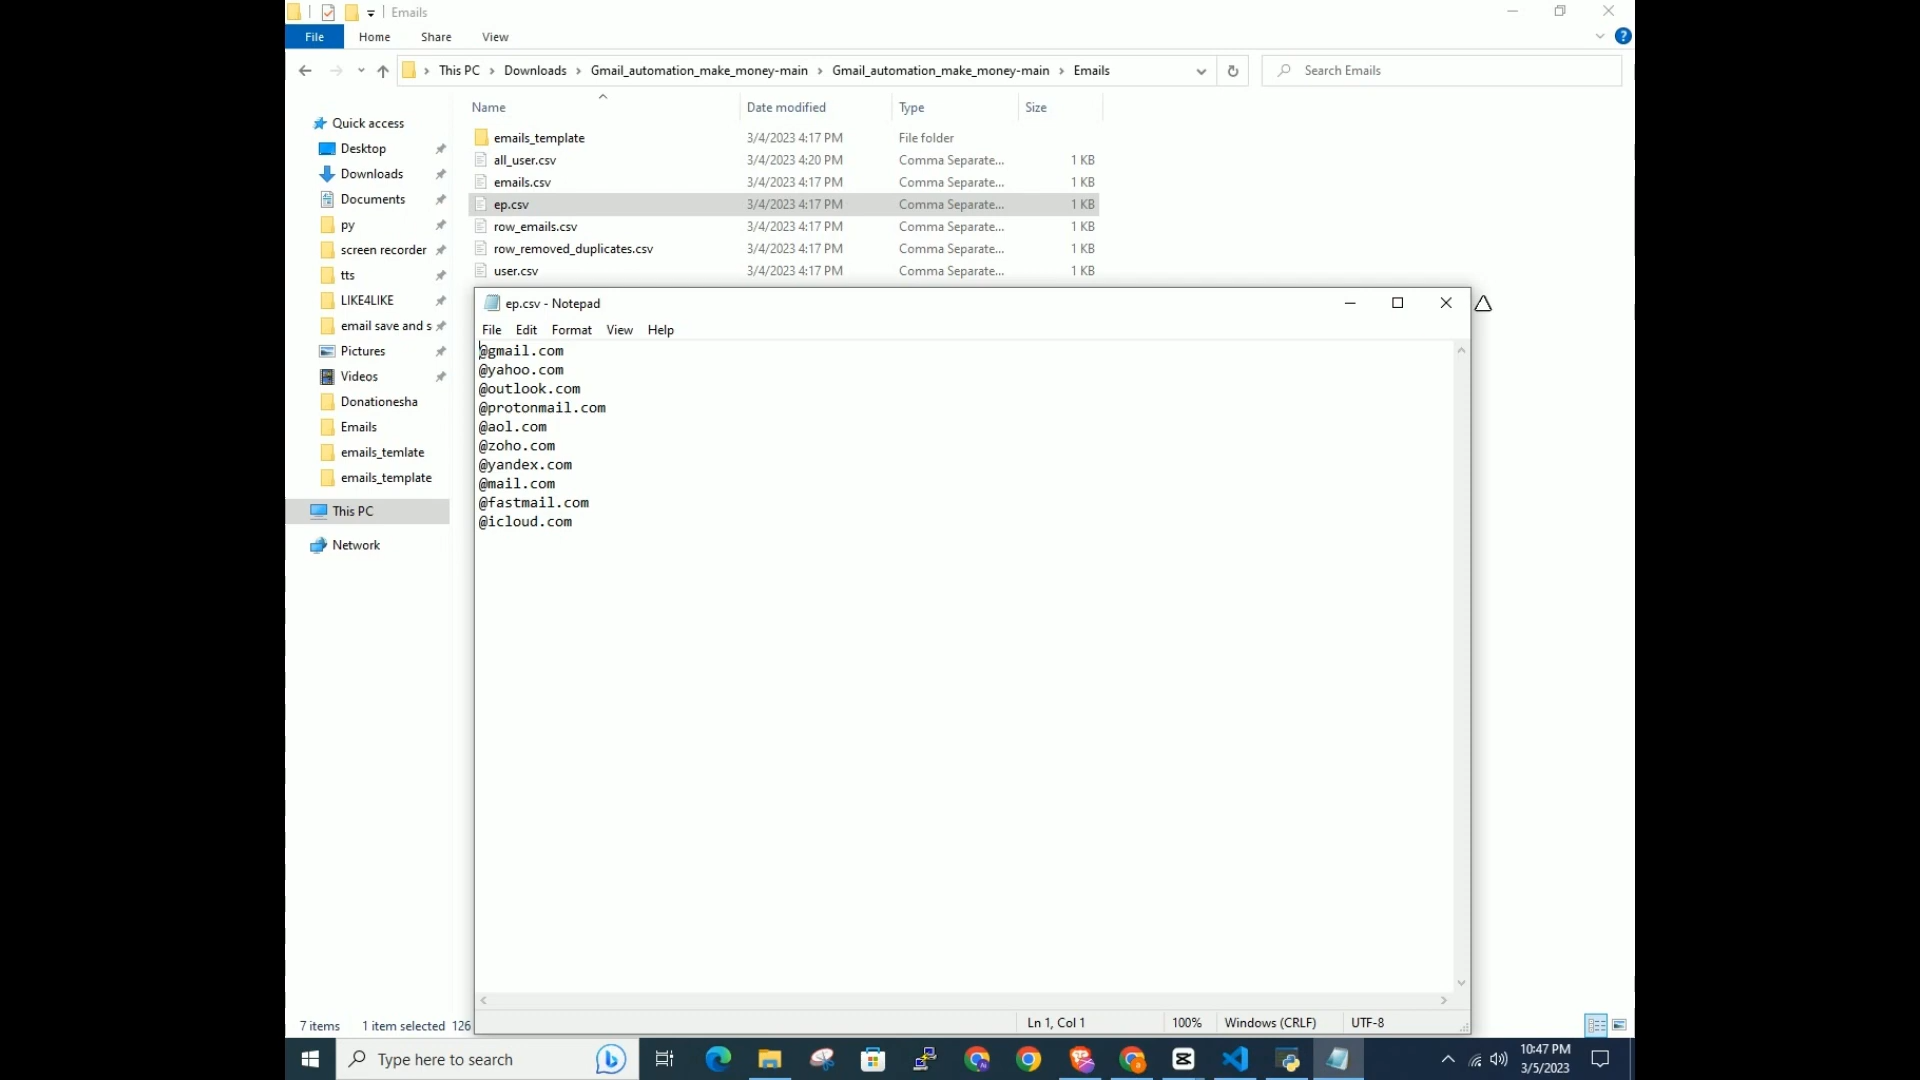 Emails
File Home Share View
This PC Downloads Gmail_automation_make_money-main Gmail_automation_make_money-main Emails
Search Emails
Name Date modified Type Size
Quick access
Desktop
Downloads
Documents
py
screen recorder
tts
LIKE4LIKE
email save and s
Pictures
Videos
Donationesha
Emails
emails_temlate
emails_template
This PC
Network
emails_template 3/4/2023 4:17 PM File folder
all_user.csv 3/4/2023 4:20 PM Comma Separate... 1 KB
emails.csv 3/4/2023 4:17 PM Comma Separate... 1 KB
ep.csv 3/4/2023 4:17 PM Comma Separate... 1 KB
row_emails.csv 3/4/2023 4:17 PM Comma Separate... 1 KB
row_removed_duplicates.csv 3/4/2023 4:17 PM Comma Separate... 1 KB
user.csv 3/4/2023 4:17 PM Comma Separate... 1 KB
ep.csv - Notepad
File Edit Format View Help
@gmail.com
@yahoo.com
@outlook.com
@protonmail.com
@aol.com
@zoho.com
@yandex.com
@mail.com
@fastmail.com
@icloud.com
Ln 1, Col 1 100% Windows (CRLF) UTF-8
7 items 1 item selected 126
Type here to search
10:47 PM
3/5/2023